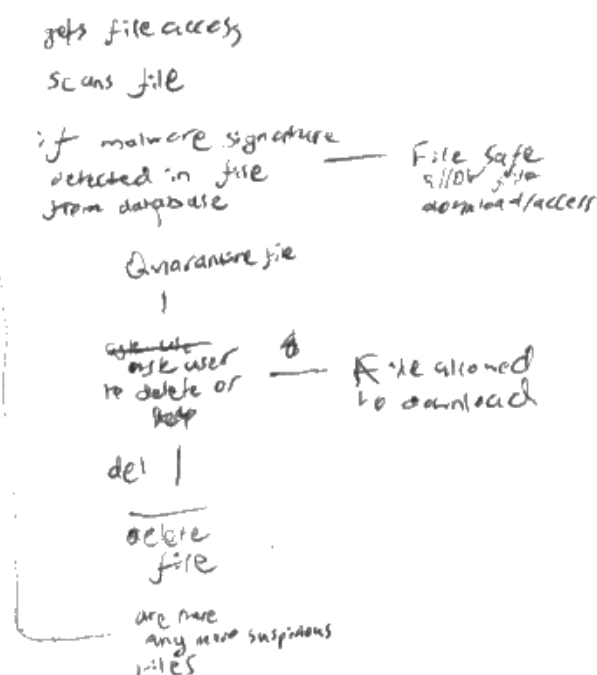 gets file access
scans file
if malware signature
detected in file
from database
File safe
allow file
download/access
Quarantine file
ask user
to delete or
keep
File allowed
to download
del
delete
file
are there
any more suspicious
files